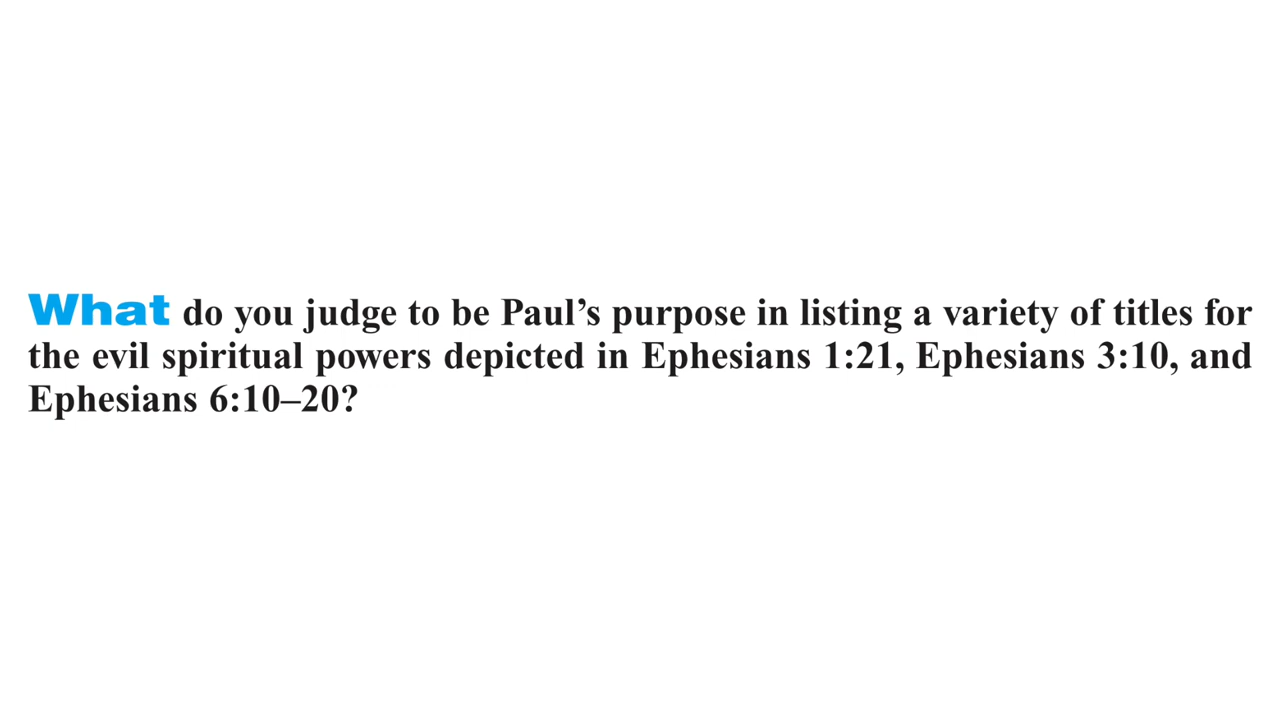 What do you judge to be Paul’s purpose in listing a variety of titles for
the evil spiritual powers depicted in Ephesians 1:21, Ephesians 3:10, and
Ephesians 6:10–20?